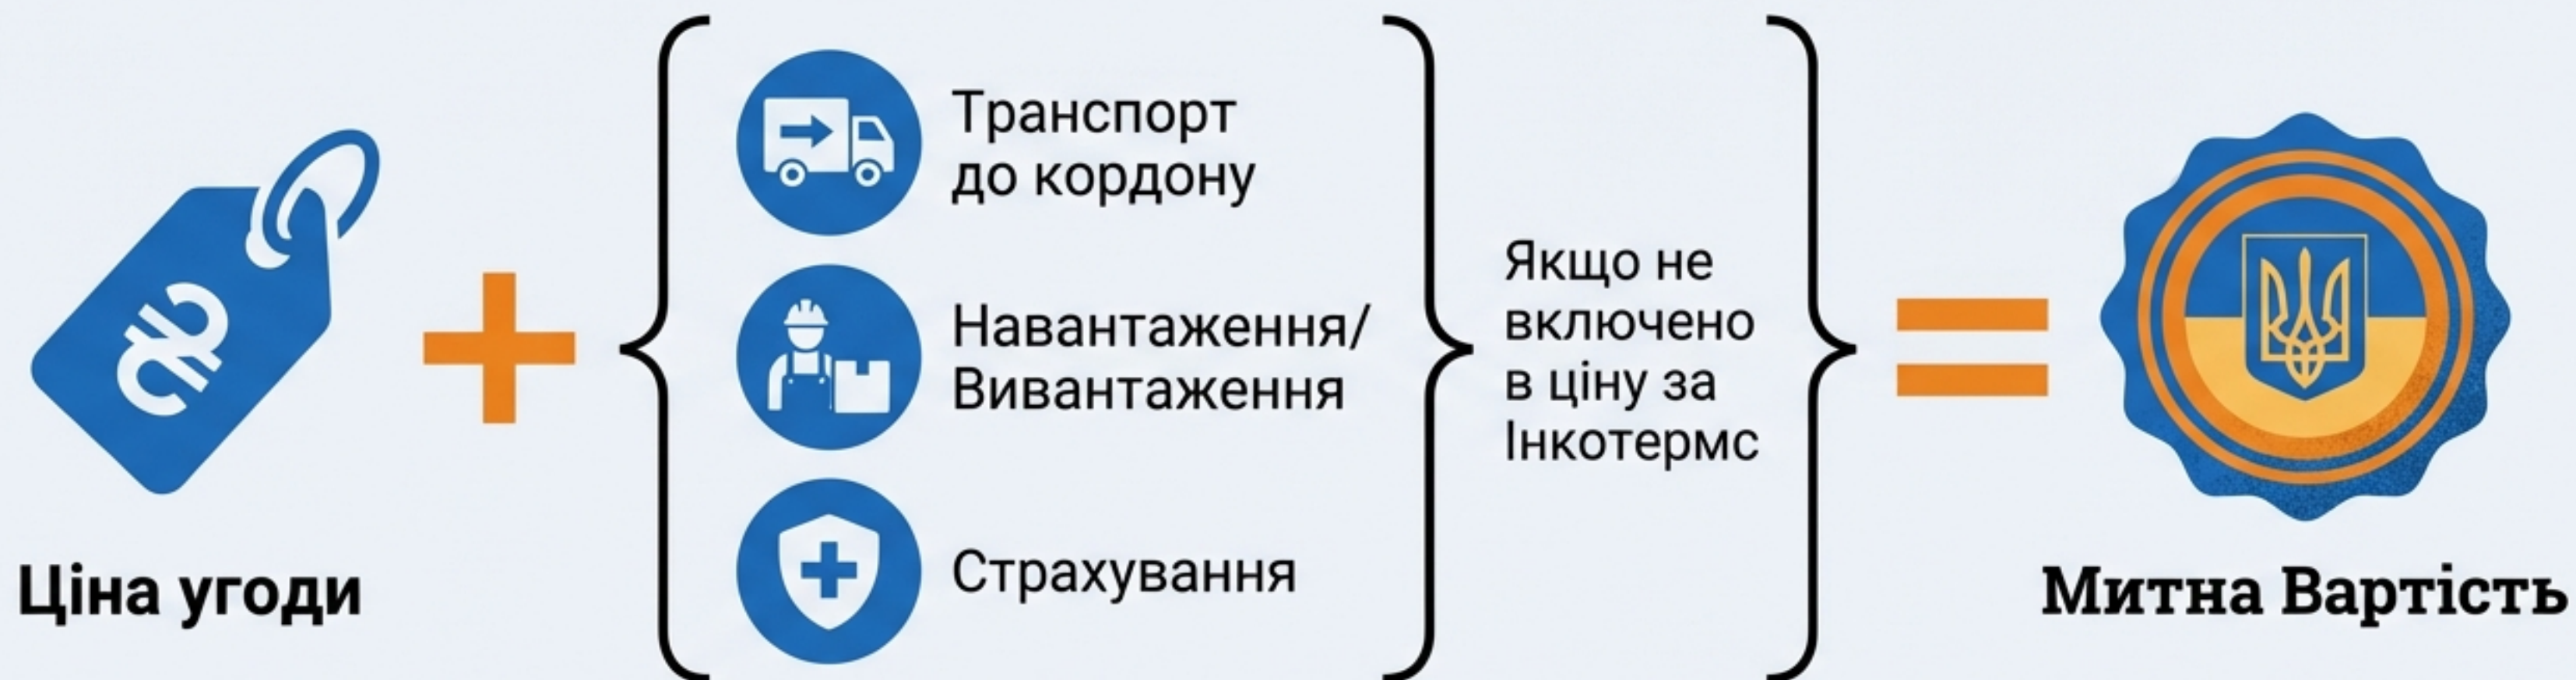 Ціна угоди
Транспорт
до кордону
Навантаження/
Вивантаження
Страхування
Якщо не
включено
в ціну за
Інкотермс
Митна Вартість